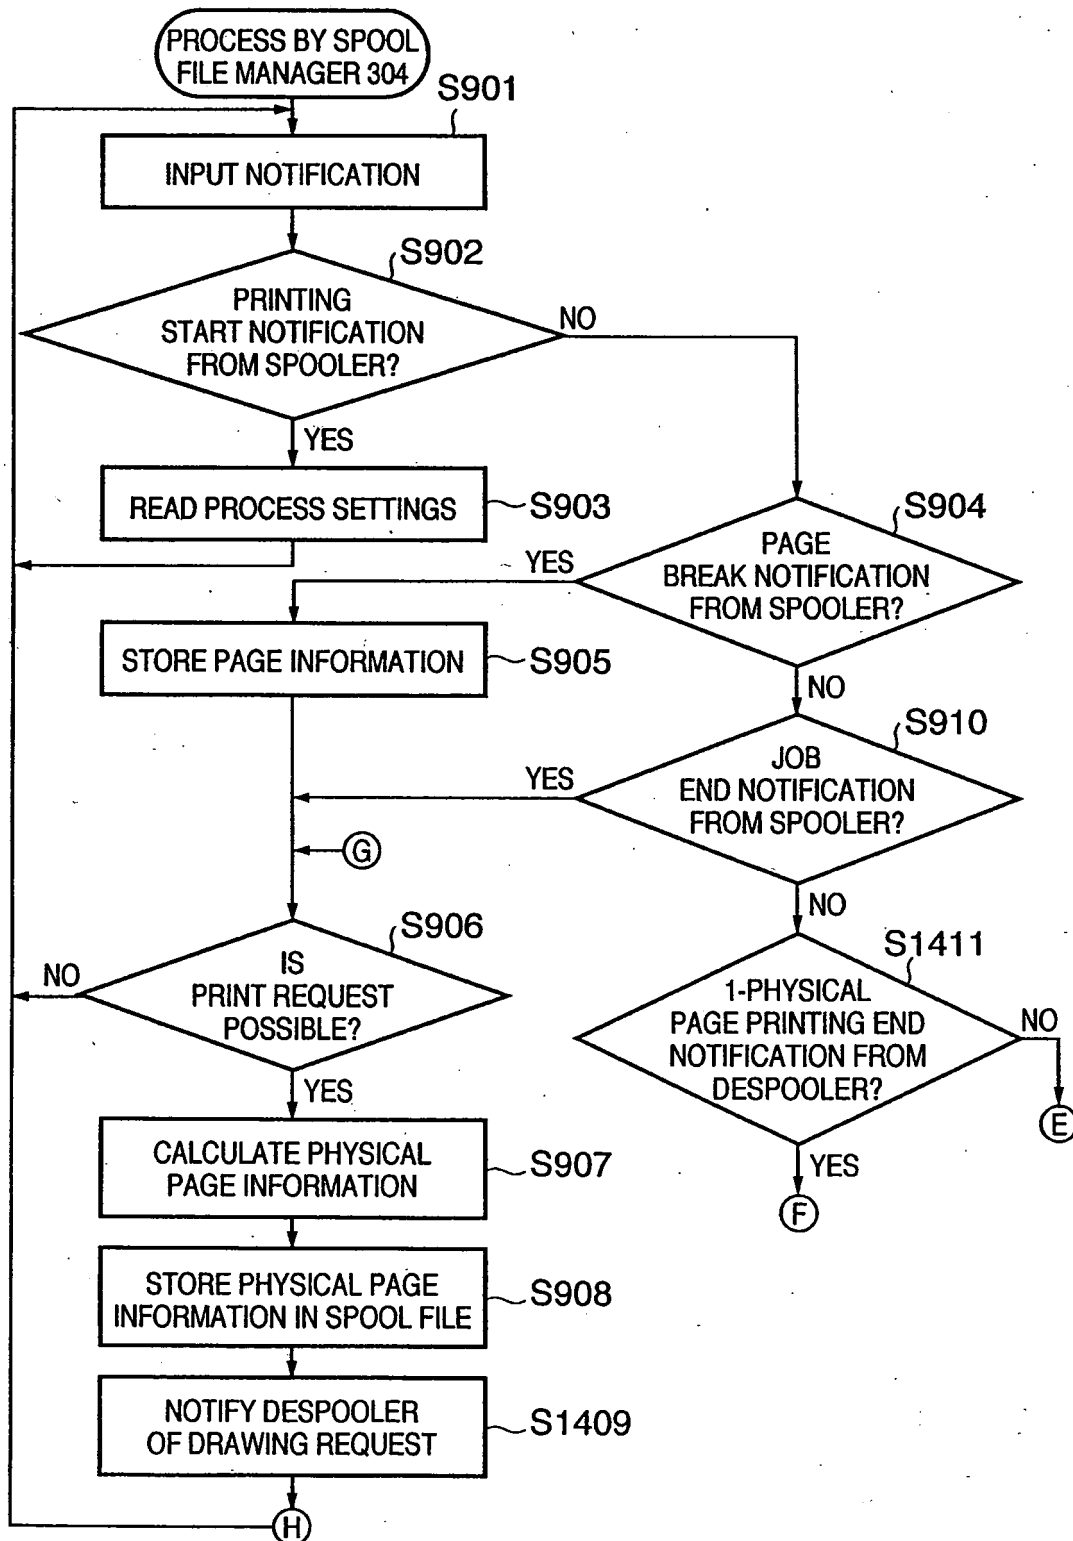 PROCESS BY SPOOL
FILE MANAGER 304
S901
INPUT NOTIFICATION
S902
PRINTING
START NOTIFICATION
FROM SPOOLER?
NO
YES
READ PROCESS SETTINGS
S903
S904
PAGE
BREAK NOTIFICATION
FROM SPOOLER?
YES
NO
STORE PAGE INFORMATION
S905
S910
JOB
END NOTIFICATION
FROM SPOOLER?
YES
NO
G
S906
IS
PRINT REQUEST
POSSIBLE?
NO
YES
S1411
1-PHYSICAL
PAGE PRINTING END
NOTIFICATION FROM
DESPOOLER?
NO
E
YES
F
CALCULATE PHYSICAL
PAGE INFORMATION
S907
STORE PHYSICAL PAGE
INFORMATION IN SPOOL FILE
S908
NOTIFY DESPOOLER
OF DRAWING REQUEST
S1409
H